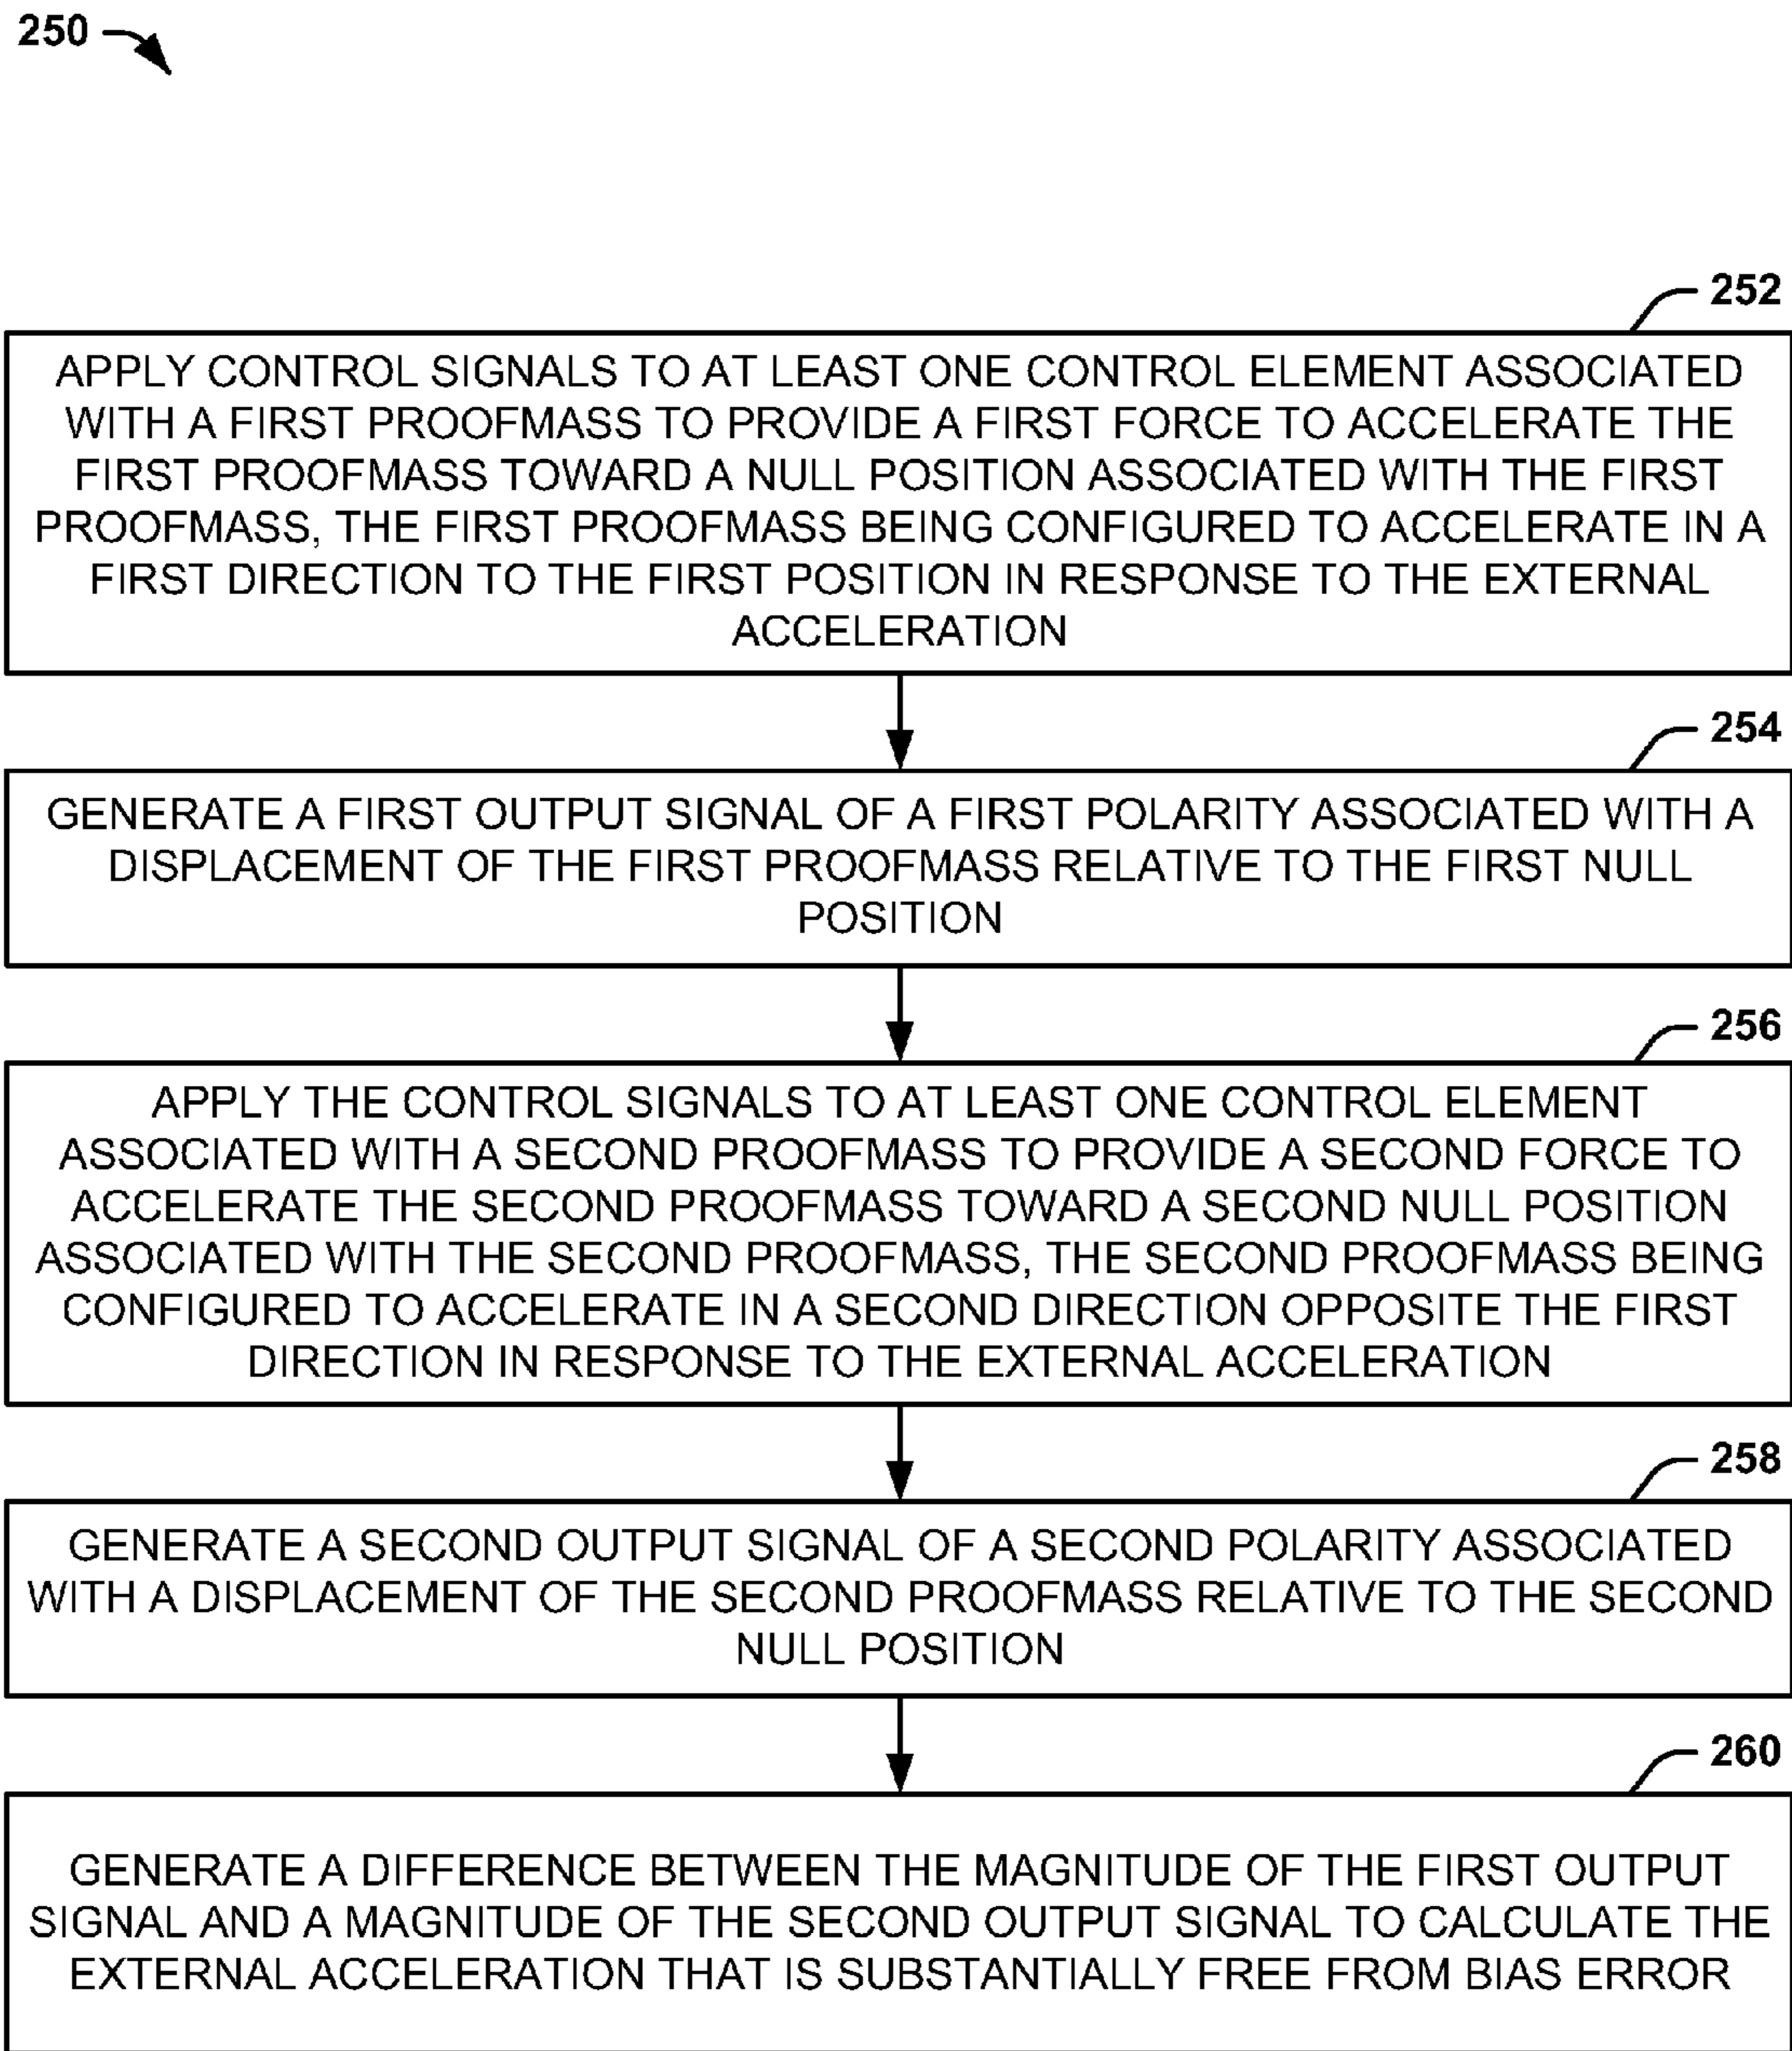 250
252
APPLY CONTROL SIGNALS TO AT LEAST ONE CONTROL ELEMENT ASSOCIATED
WITH A FIRST PROOFMASS TO PROVIDE A FIRST FORCE TO ACCELERATE THE
FIRST PROOFMASS TOWARD A NULL POSITION ASSOCIATED WITH THE FIRST
PROOFMASS, THE FIRST PROOFMASS BEING CONFIGURED TO ACCELERATE IN A
FIRST DIRECTION TO THE FIRST POSITION IN RESPONSE TO THE EXTERNAL
ACCELERATION
254
GENERATE A FIRST OUTPUT SIGNAL OF A FIRST POLARITY ASSOCIATED WITH A
DISPLACEMENT OF THE FIRST PROOFMASS RELATIVE TO THE FIRST NULL
POSITION
256
APPLY THE CONTROL SIGNALS TO AT LEAST ONE CONTROL ELEMENT
ASSOCIATED WITH A SECOND PROOFMASS TO PROVIDE A SECOND FORCE TO
ACCELERATE THE SECOND PROOFMASS TOWARD A SECOND NULL POSITION
ASSOCIATED WITH THE SECOND PROOFMASS, THE SECOND PROOFMASS BEING
CONFIGURED TO ACCELERATE IN A SECOND DIRECTION OPPOSITE THE FIRST
DIRECTION IN RESPONSE TO THE EXTERNAL ACCELERATION
258
GENERATE A SECOND OUTPUT SIGNAL OF A SECOND POLARITY ASSOCIATED
WITH A DISPLACEMENT OF THE SECOND PROOFMASS RELATIVE TO THE SECOND
NULL POSITION
260
GENERATE A DIFFERENCE BETWEEN THE MAGNITUDE OF THE FIRST OUTPUT
SIGNAL AND A MAGNITUDE OF THE SECOND OUTPUT SIGNAL TO CALCULATE THE
EXTERNAL ACCELERATION THAT IS SUBSTANTIALLY FREE FROM BIAS ERROR